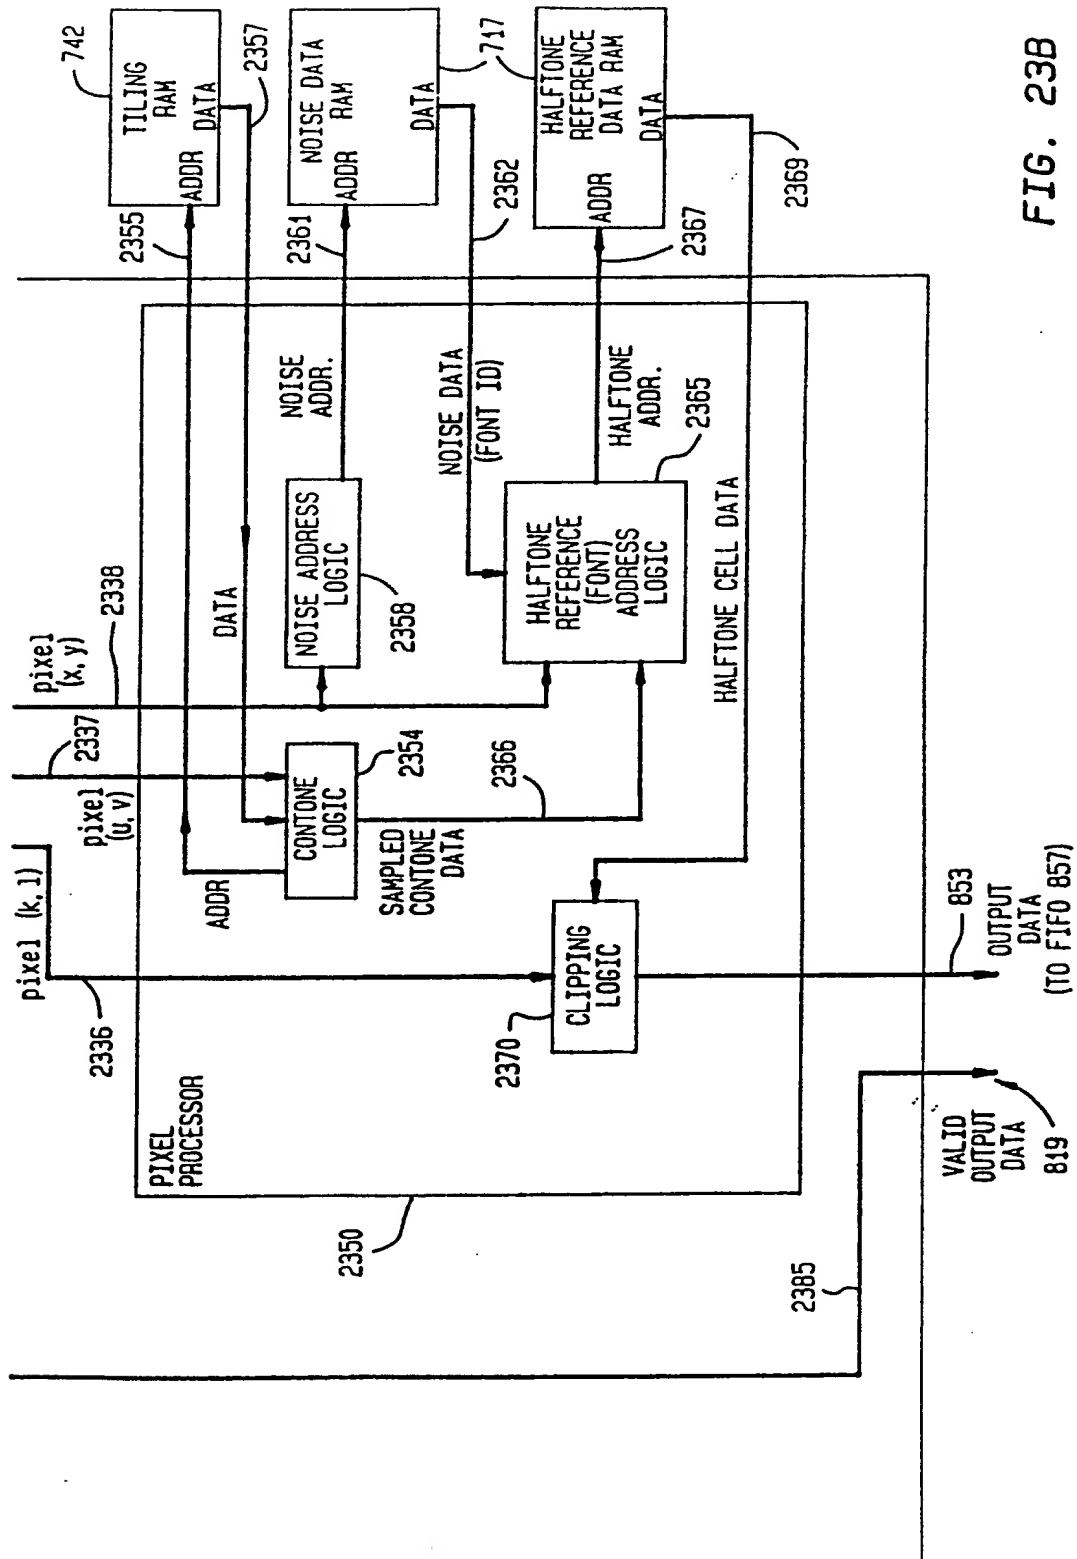 742
TILING
RAM
ADDR DATA
2357
2355
NOISE DATA
RAM
ADDR
DATA
717
2361
2362
HALFTONE
REFERENCE
DATA RAM
ADDR
DATA
2367
2369
FIG. 23B
pixel (k, l)
2336
pixel
(u, v)
2337
pixel
(x, y)
2338
ADDR
DATA
CONTONE
LOGIC
2354
SAMPLED
CONTONE
DATA
2366
NOISE ADDRESS
LOGIC
2358
NOISE
ADDR.
NOISE DATA
(FONT ID)
HALFTONE
REFERENCE
(FONT)
ADDRESS
LOGIC
HALFTONE
ADDR.
2365
HALFTONE CELL DATA
CLIPPING
LOGIC
2370
PIXEL
PROCESSOR
2350
2385
VALID
OUTPUT
DATA
819
853
OUTPUT
DATA
(TO FIFO 857)